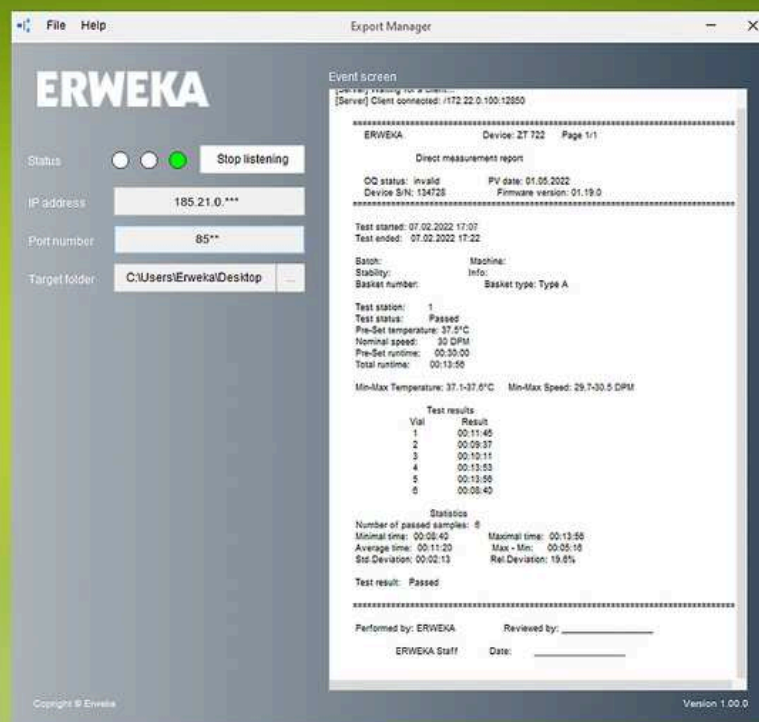 File Help
Export Manager
ERWEKA
Status
Stop listening
IP address
185.21.0.***
Port number
85**
Target folder
C:\Users\Erweka\Desktop
...
Copyright © Erweka
Event screen
[Server] Waiting for a client...
[Server] Client connected: /172.22.0.100:12850
ERWEKA Device: ZT 722 Page 1/1
Direct measurement report
OQ status: invalid PV date: 01.05.2022
Device S/N: 134728 Firmware version: 01.19.0
Test started: 07.02.2022 17:07
Test ended: 07.02.2022 17:22
Batch: Machine:
Stability: Info:
Basket number: Basket type: Type A
Test station: 1
Test status: Passed
Pre-Set temperature: 37.5°C
Nominal speed: 30 DPM
Pre-Set runtime: 00:30:00
Total runtime: 00:13:56
Min-Max Temperature: 37.1-37.6°C Min-Max Speed: 29.7-30.5 DPM
Test results
Vial Result
1 00:11:45
2 00:09:37
3 00:10:11
4 00:13:53
5 00:13:56
6 00:08:40
Statistics
Number of passed samples: 6
Minimal time: 00:08:40 Maximal time: 00:13:56
Average time: 00:11:20 Max - Min: 00:05:16
Std.Deviation: 00:02:13 Rel.Deviation: 19.6%
Test result: Passed
Performed by: ERWEKA Reviewed by:
ERWEKA Staff Date:
Version 1.00.0